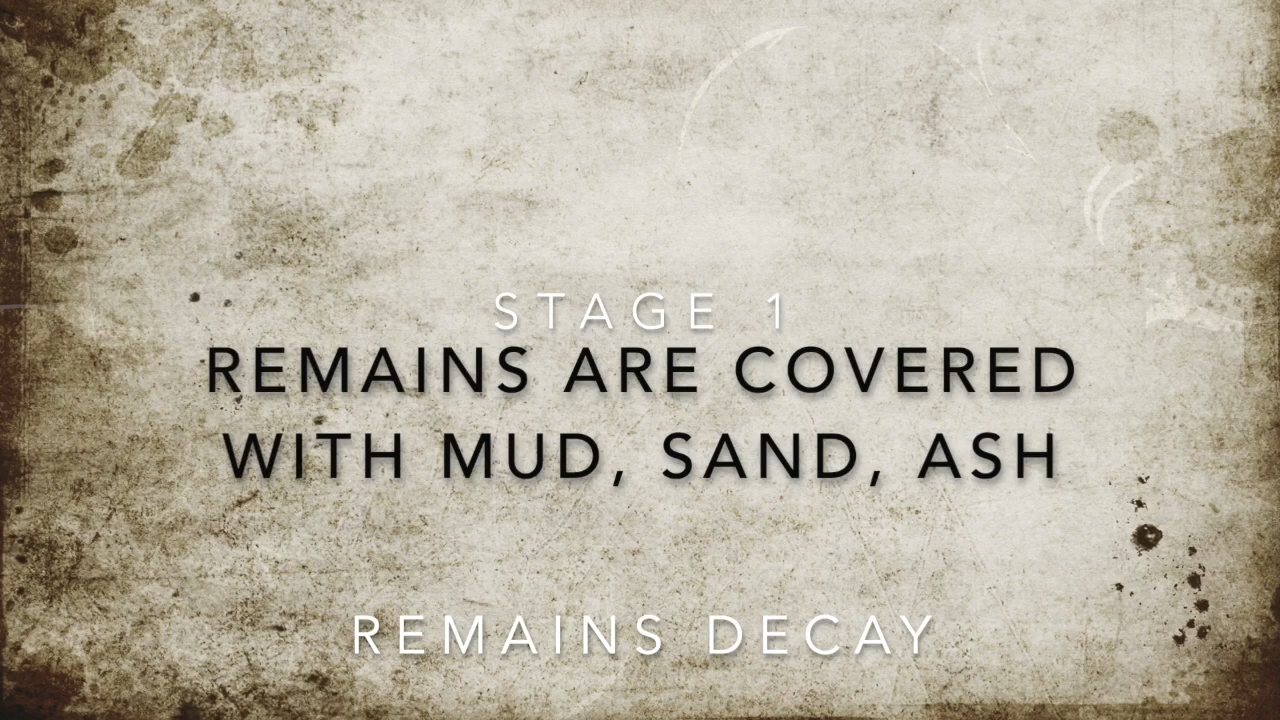 STAGE 1
REMAINS ARE COVERED
WITH MUD, SAND, ASH
REMAINS DECAY